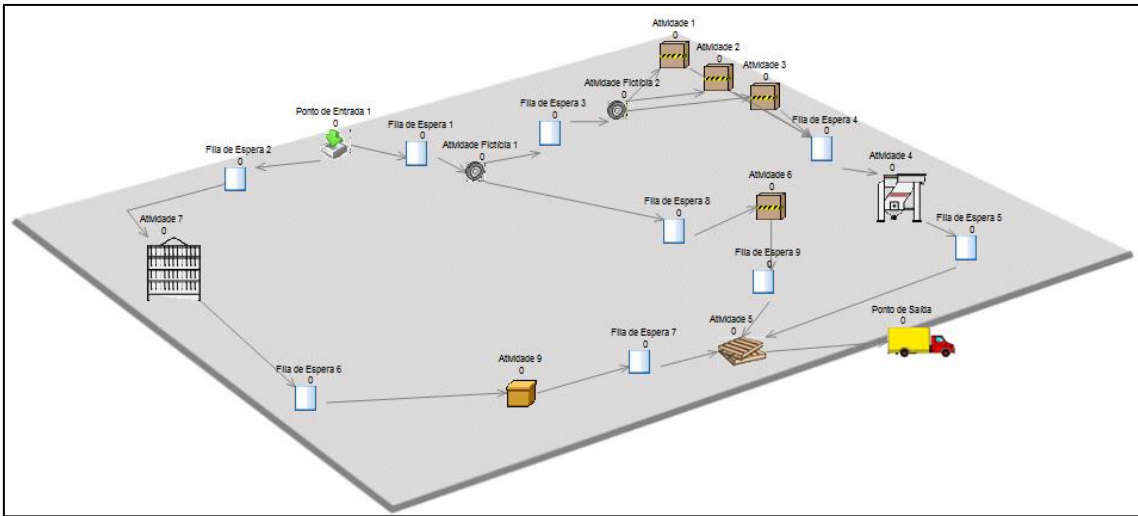 Atividade 1
0
Atividade 2
0
Atividade 3
0
Atividade Fictícia 2
0
Fila de Espera 3
0
Ponto de Entrada 1
0
Fila de Espera 1
0
Fila de Espera 4
0
Fila de Espera 2
0
Atividade Fictícia 1
0
Atividade 4
0
Atividade 6
0
Fila de Espera 8
0
Atividade 7
0
Fila de Espera 5
0
Fila de Espera 9
0
Ponto de Saída
0
Atividade 5
0
Fila de Espera 7
0
Atividade 9
0
Fila de Espera 6
0